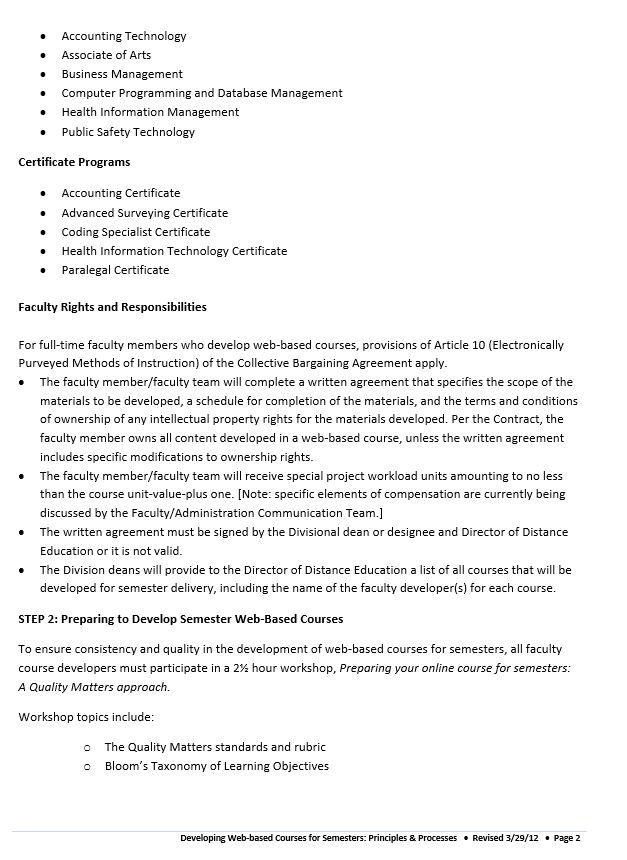 • Accounting Technology
• Associate of Arts
• Business Management
• Computer Programming and Database Management
• Health Information Management
• Public Safety Technology
Certificate Programs
• Accounting Certificate
• Advanced Surveying Certificate
• Coding Specialist Certificate
• Health Information Technology Certificate
• Paralegal Certificate
Faculty Rights and Responsibilities
For full-time faculty members who develop web-based courses, provisions of Article 10 (Electronically
Purveyed Methods of Instruction) of the Collective Bargaining Agreement apply.
• The faculty member/faculty team will complete a written agreement that specifies the scope of the
materials to be developed, a schedule for completion of the materials, and the terms and conditions
of ownership of any intellectual property rights for the materials developed. Per the Contract, the
faculty member owns all content developed in a web-based course, unless the written agreement
includes specific modifications to ownership rights.
• The faculty member/faculty team will receive special project workload units amounting to no less
than the course unit-value-plus one. [Note: specific elements of compensation are currently being
discussed by the Faculty/Administration Communication Team.]
• The written agreement must be signed by the Divisional dean or designee and Director of Distance
Education or it is not valid.
• The Division deans will provide to the Director of Distance Education a list of all courses that will be
developed for semester delivery, including the name of the faculty developer(s) for each course.
STEP 2: Preparing to Develop Semester Web-Based Courses
To ensure consistency and quality in the development of web-based courses for semesters, all faculty
course developers must participate in a 2½ hour workshop, Preparing your online course for semesters:
A Quality Matters approach.
Workshop topics include:
o The Quality Matters standards and rubric
o Bloom's Taxonomy of Learning Objectives
Developing Web-based Courses for Semesters: Principles & Processes • Revised 3/29/12 • Page 2